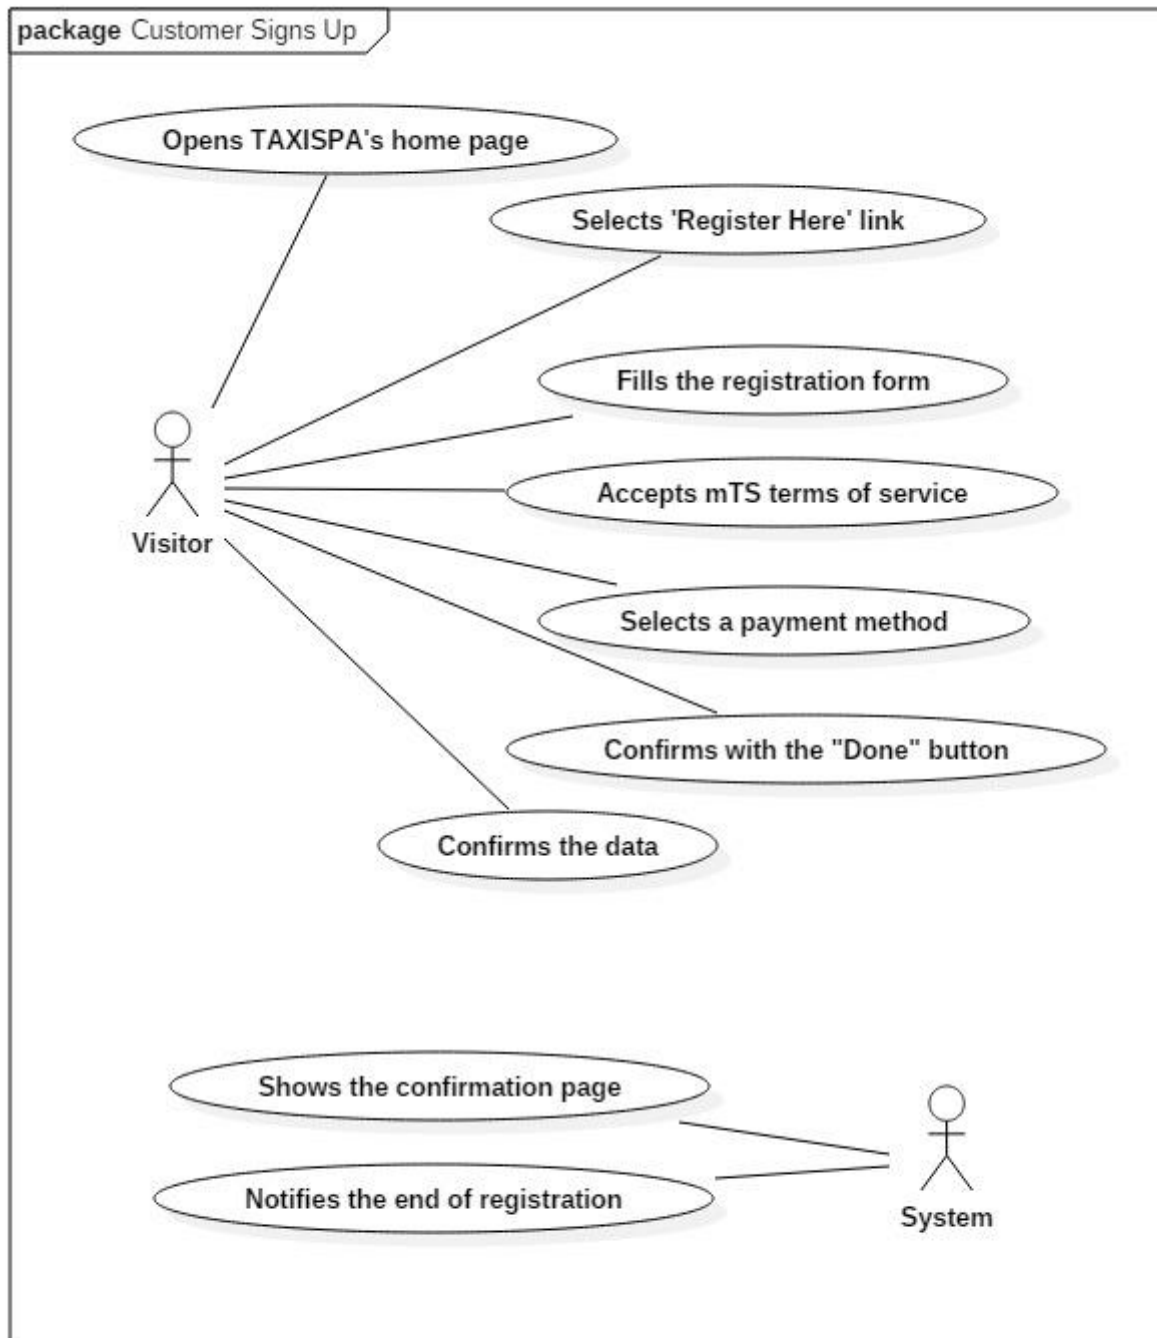 package Customer Signs Up
Opens TAXISPA's home page
Selects 'Register Here' link
Fills the registration form
Accepts mTS terms of service
Visitor
Selects a payment method
Confirms with the "Done" button
Confirms the data
Shows the confirmation page
Notifies the end of registration
System